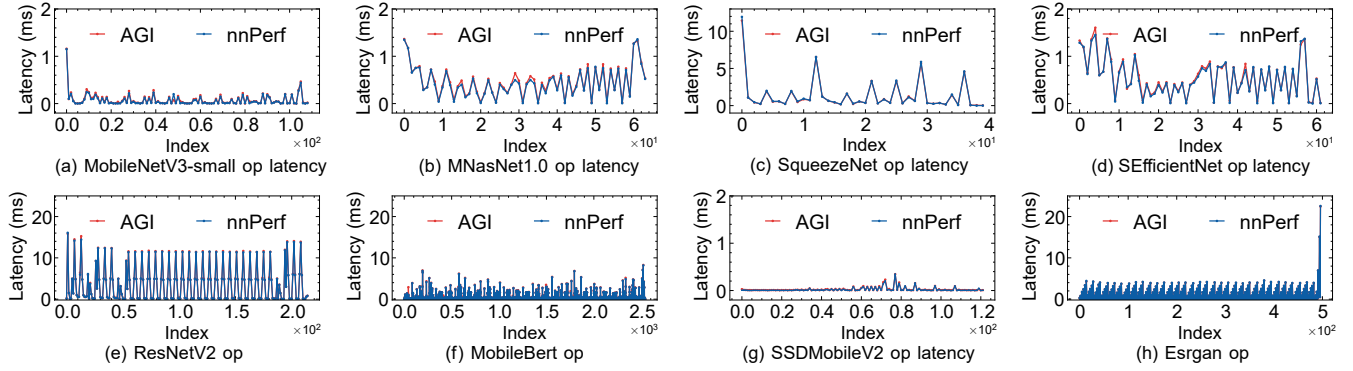 AGI nnPerf
Latency (ms)
2
1
0
0.0 0.2 0.4 0.6 0.8 1.0
Index ×10²
(a) MobileNetV3-small op latency
AGI nnPerf
Latency (ms)
2
1
0
0 1 2 3 4 5 6
Index ×10¹
(b) MNasNet1.0 op latency
AGI nnPerf
Latency (ms)
10
5
0
0 1 2 3 4
Index ×10¹
(c) SqueezeNet op latency
AGI nnPerf
Latency (ms)
2
1
0
0 1 2 3 4 5 6
Index ×10¹
(d) SEfficientNet op latency
AGI nnPerf
Latency (ms)
20
10
0
0.0 0.5 1.0 1.5 2.0
Index ×10²
(e) ResNetV2 op
AGI nnPerf
Latency (ms)
20
10
0
0.0 0.5 1.0 1.5 2.0 2.5
Index ×10³
(f) MobileBert op
AGI nnPerf
Latency (ms)
2
1
0
0.0 0.2 0.4 0.6 0.8 1.0 1.2
Index ×10²
(g) SSDMobileV2 op latency
AGI nnPerf
Latency (ms)
20
10
0
0 1 2 3 4 5
Index ×10²
(h) Esrgan op